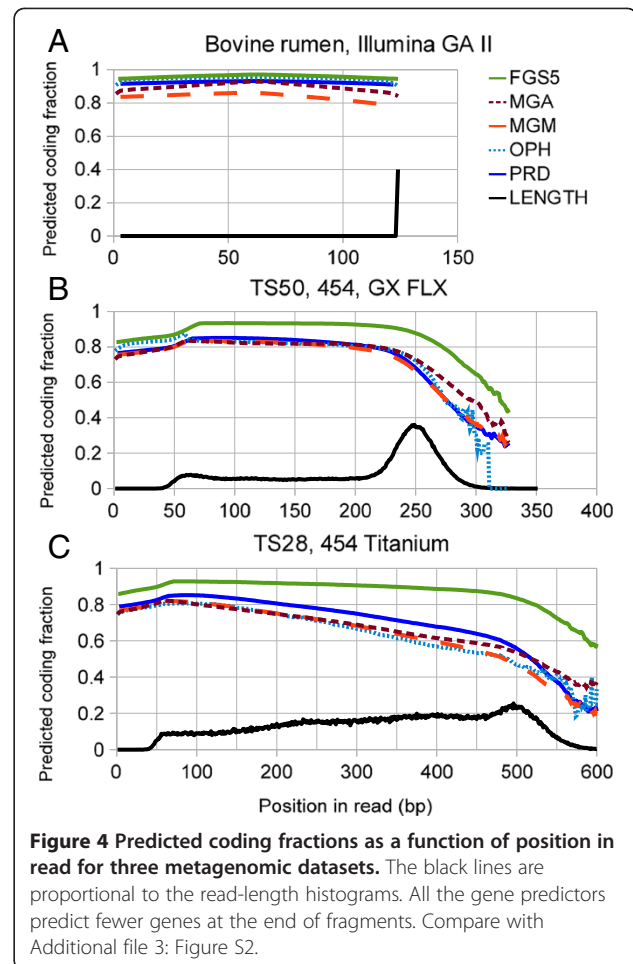 A
Bovine rumen, Illumina GA II
Predicted coding fraction
1
0.8
0.6
0.4
0.2
0
0 50 100 150
FGS5
MGA
MGM
OPH
PRD
LENGTH
B
TS50, 454, GX FLX
Predicted coding fraction
1
0.8
0.6
0.4
0.2
0
0 50 100 150 200 250 300 350 400
C
TS28, 454 Titanium
Predicted coding fraction
1
0.8
0.6
0.4
0.2
0
0 100 200 300 400 500 600
Position in read (bp)
Figure 4 Predicted coding fractions as a function of position in
read for three metagenomic datasets. The black lines are
proportional to the read-length histograms. All the gene predictors
predict fewer genes at the end of fragments. Compare with
Additional file 3: Figure S2.